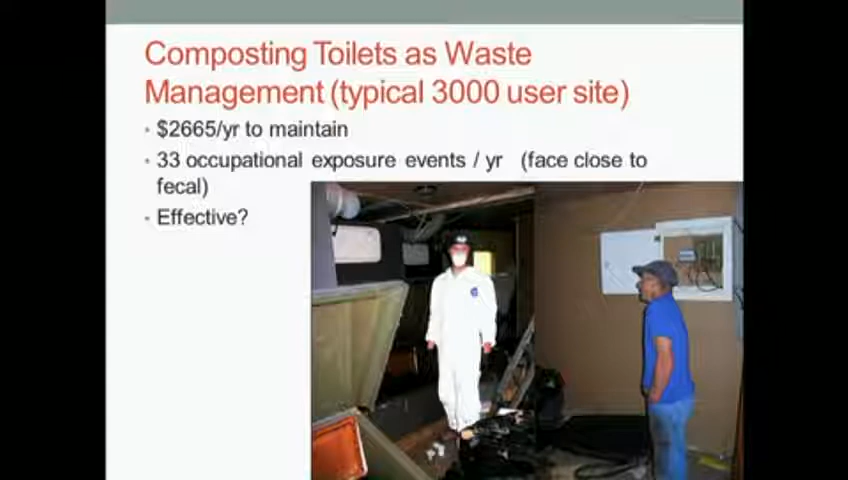 Composting Toilets as Waste
Management (typical 3000 user site)
• $2665/yr to maintain
• 33 occupational exposure events / yr (face close to
fecal)
• Effective?